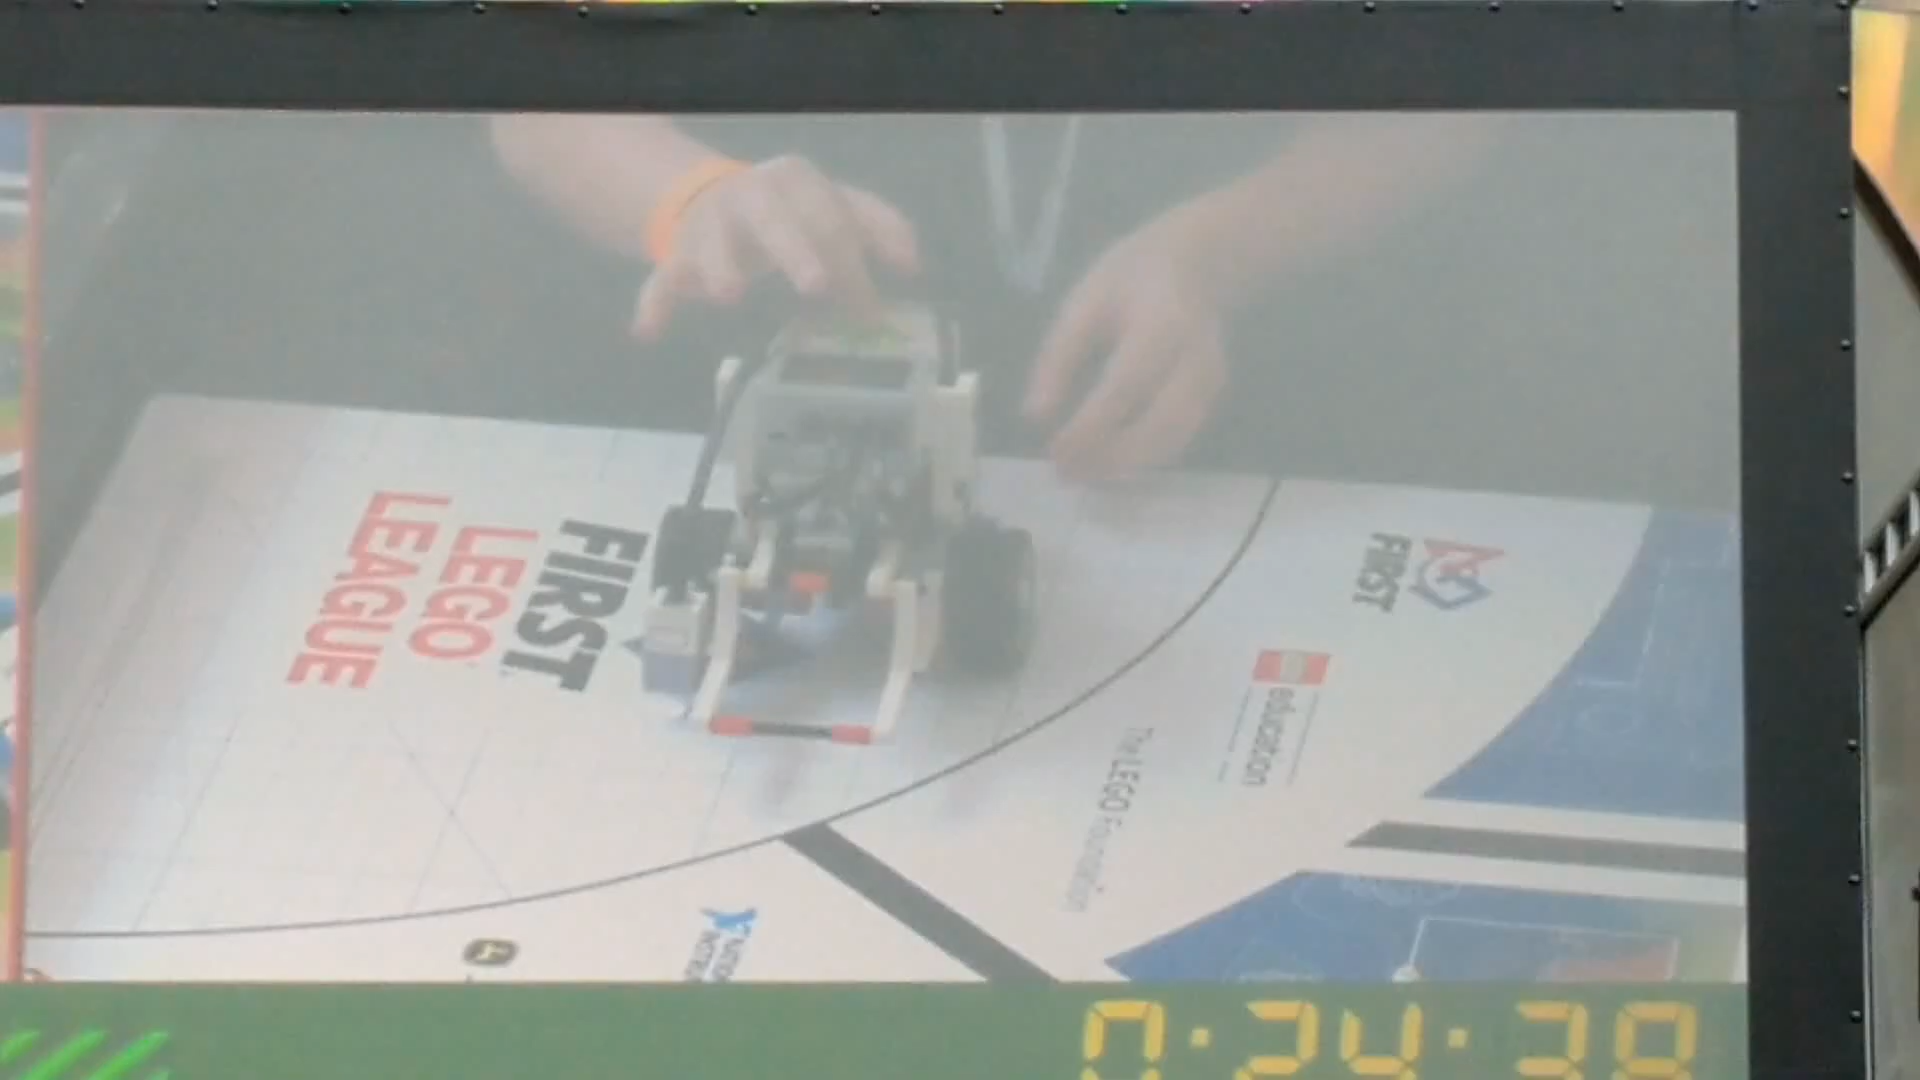 FIRST
LEGO
LEAGUE
FIRST
education
The LEGO Foundation
0:24:38